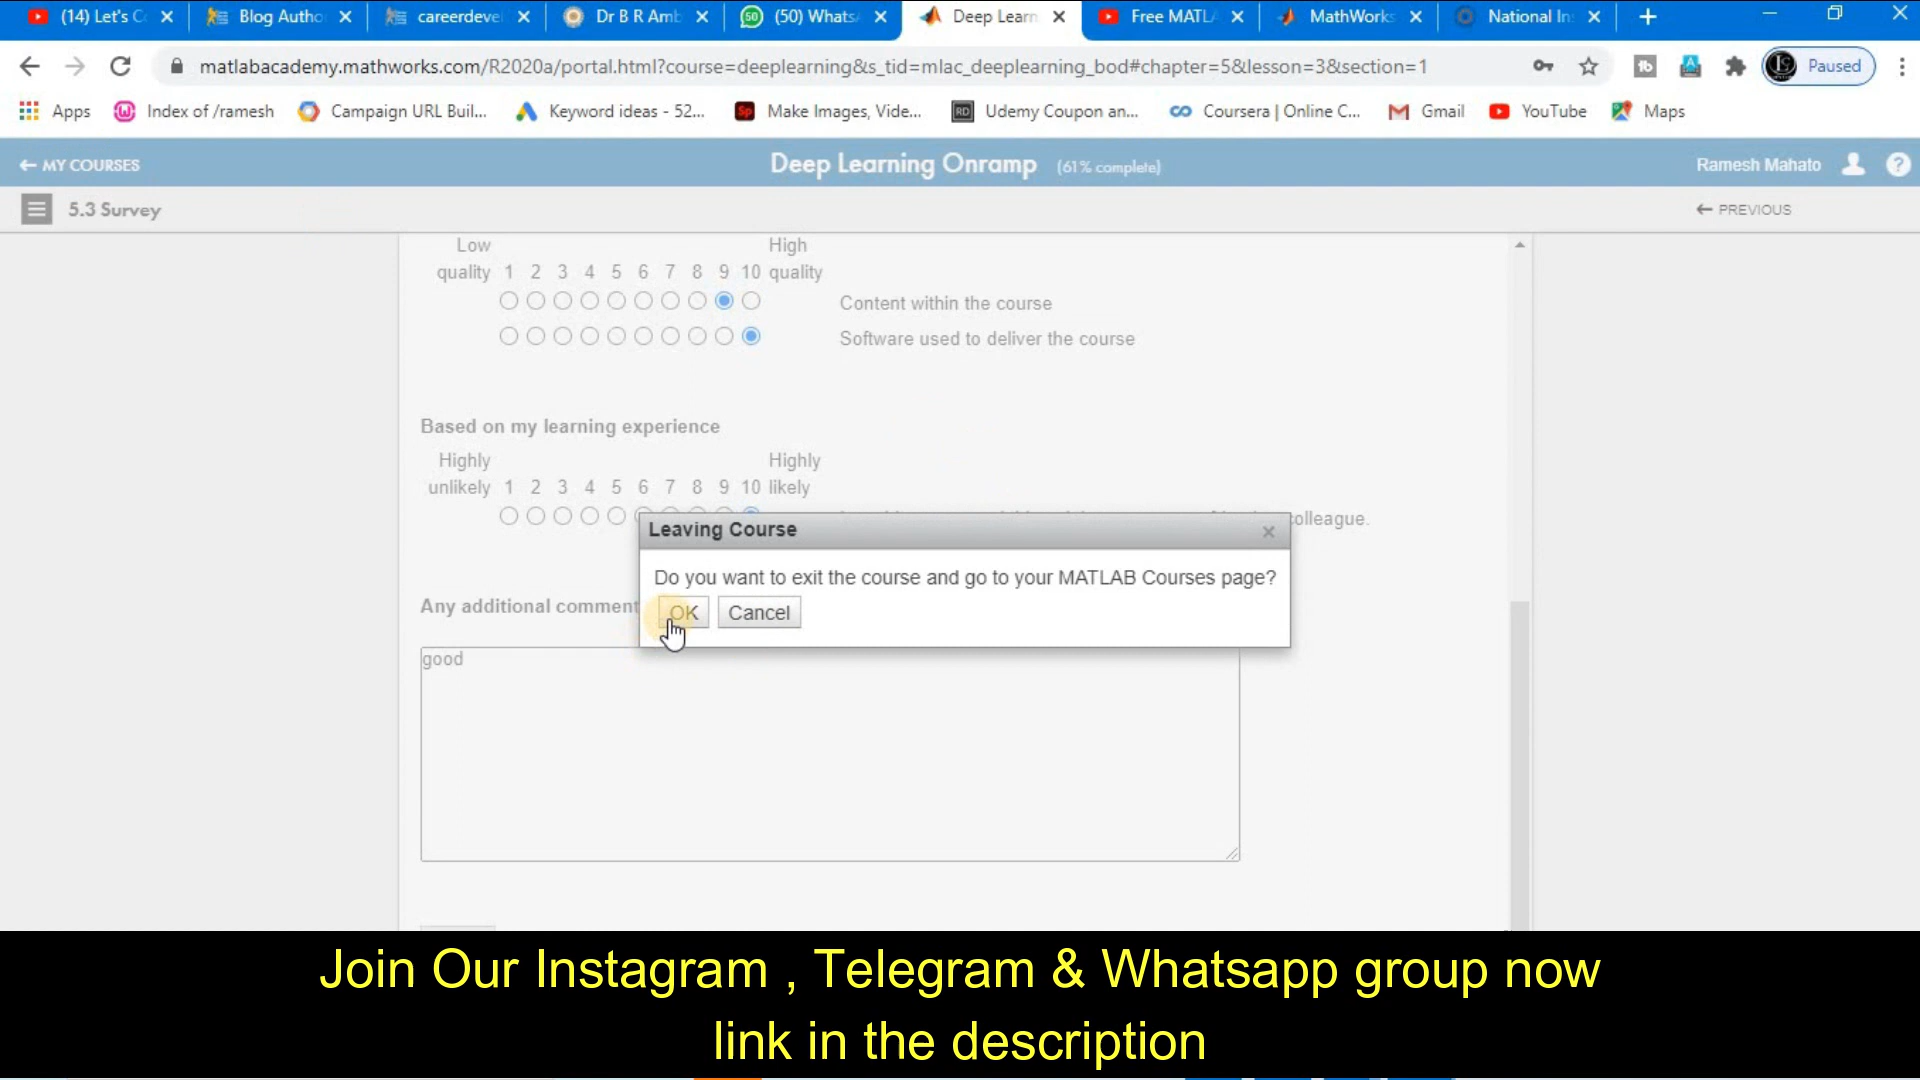 (14) Let's C
Blog Autho
careerdeve
Dr B R Amb
(50) Whats
Deep Learn
Free MATL
MathWorks
National In
matlabacademy.mathworks.com/R2020a/portal.html?course=deeplearning&s_tid=mlac_deeplearning_bod#chapter=5&lesson=3&section=1
Paused
Apps
Index of /ramesh
Campaign URL Buil...
Keyword ideas - 52...
Make Images, Vide...
Udemy Coupon an...
Coursera | Online C...
Gmail
YouTube
Maps
← MY COURSES
Deep Learning Onramp (61% complete)
Ramesh Mahato
5.3 Survey
← PREVIOUS
Low High
quality 1 2 3 4 5 6 7 8 9 10 quality
Content within the course
Software used to deliver the course
Based on my learning experience
Highly Highly
unlikely 1 2 3 4 5 6 7 8 9 10 likely
colleague.
Leaving Course
Do you want to exit the course and go to your MATLAB Courses page?
OK Cancel
Any additional comment
good
Join Our Instagram , Telegram & Whatsapp group now
link in the description